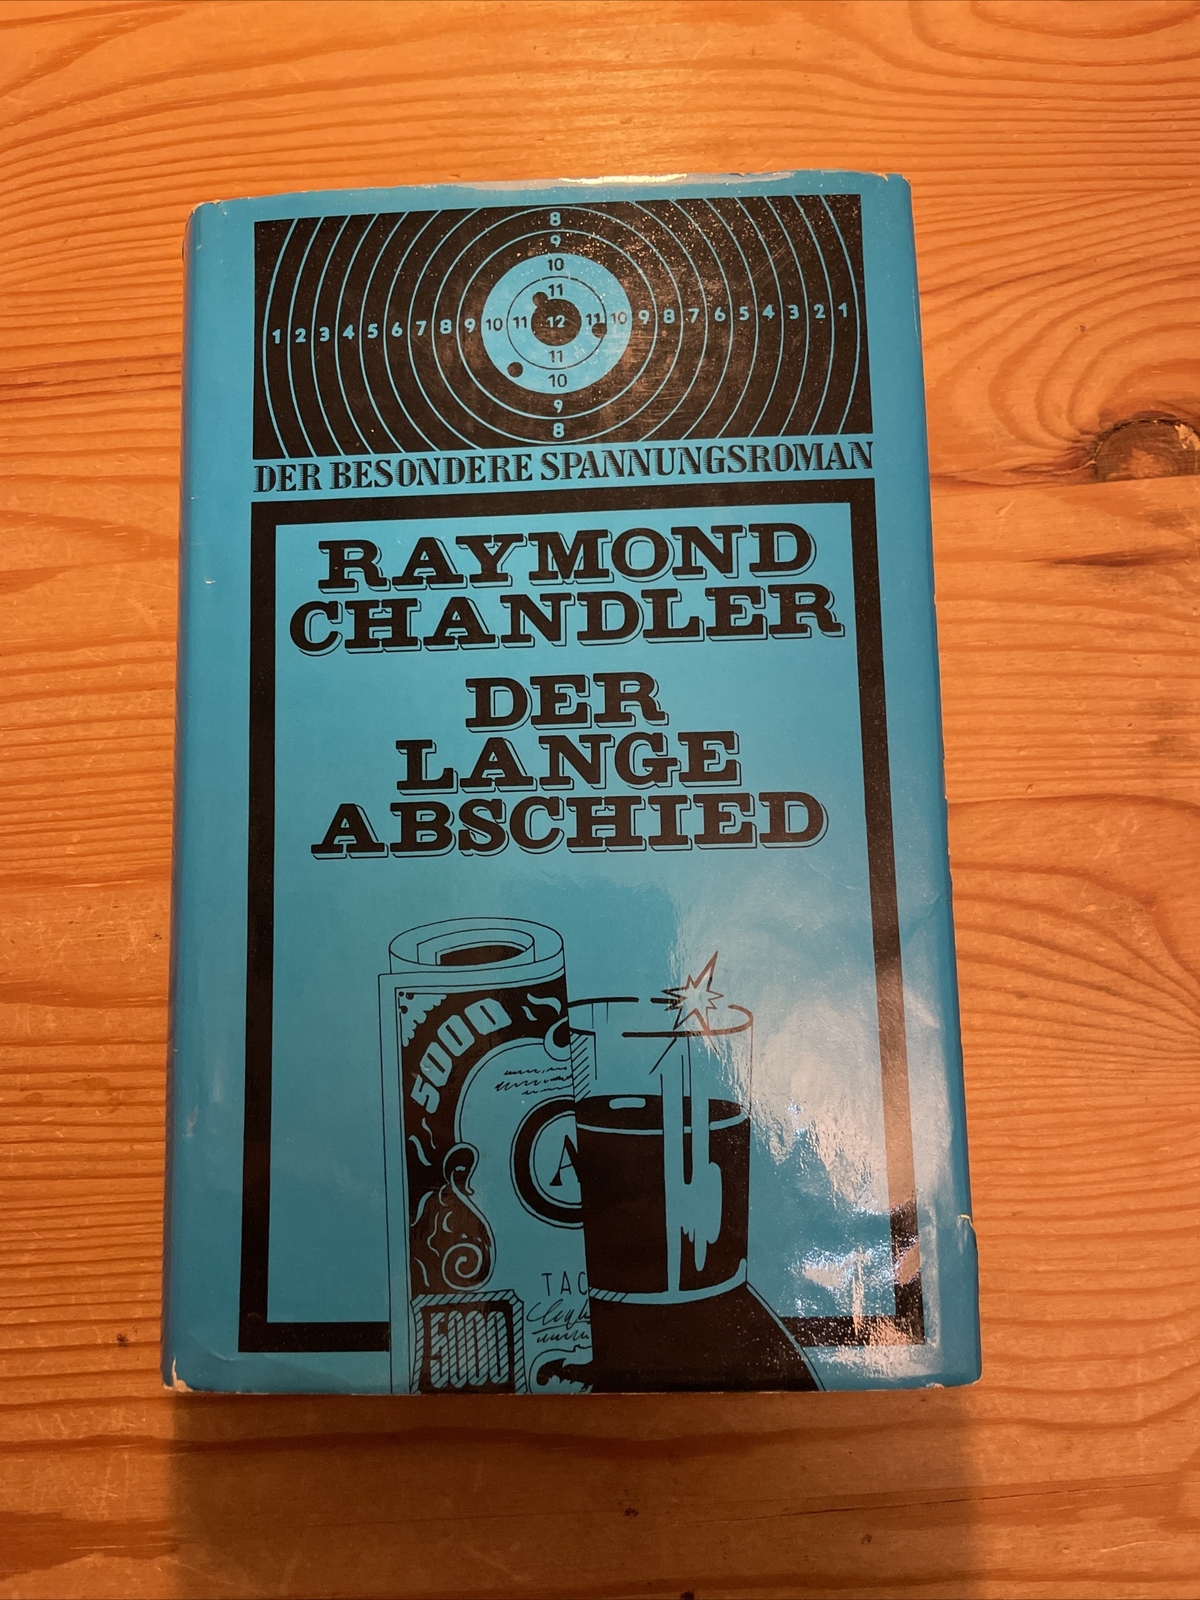 8
9
10
11
1 2 3 4 5 6 7 8 9 10 11 12 11 10 9 8 7 6 5 4 3 2 1
11
10
9
8
DER BESONDERE SPANNUNGSROMAN
RAYMOND
CHANDLER
DER
LANGE
ABSCHIED
5000
A
TAC
5000